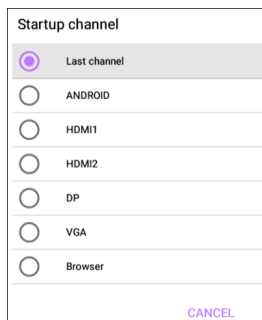 Startup channel
Last channel
ANDROID
HDMI1
HDMI2
DP
VGA
Browser
CANCEL